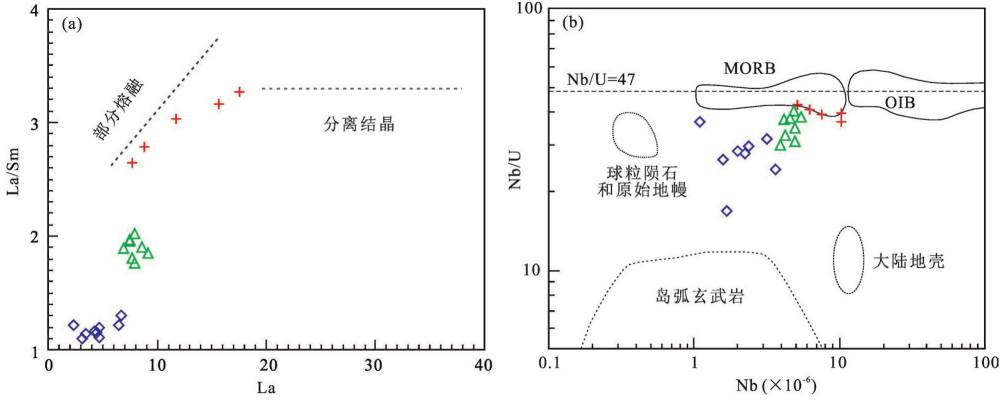 (a)
4
3
2
1
La/Sm
部分熔融
分离结晶
0
10
20
30
40
La
(b)
100
10
Nb/U
Nb/U=47
MORB
OIB
球粒陨石
和原始地幔
大陆地壳
岛弧玄武岩
0.1
1
10
100
Nb (×10⁻⁶)